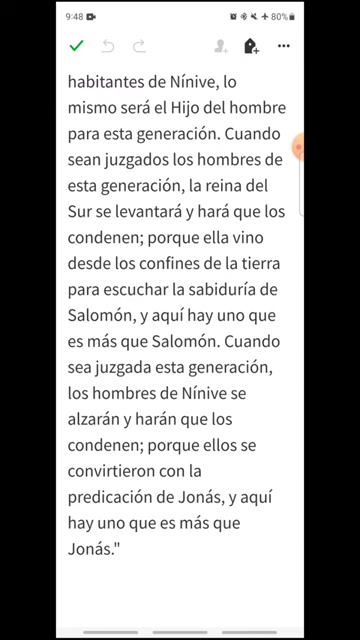 9:48
80%
habitantes de Nínive, lo
mismo será el Hijo del hombre
para esta generación. Cuando
sean juzgados los hombres de
esta generación, la reina del
Sur se levantará y hará que los
condenen; porque ella vino
desde los confines de la tierra
para escuchar la sabiduría de
Salomón, y aquí hay uno que
es más que Salomón. Cuando
sea juzgada esta generación,
los hombres de Nínive se
alzarán y harán que los
condenen; porque ellos se
convirtieron con la
predicación de Jonás, y aquí
hay uno que es más que
Jonás."